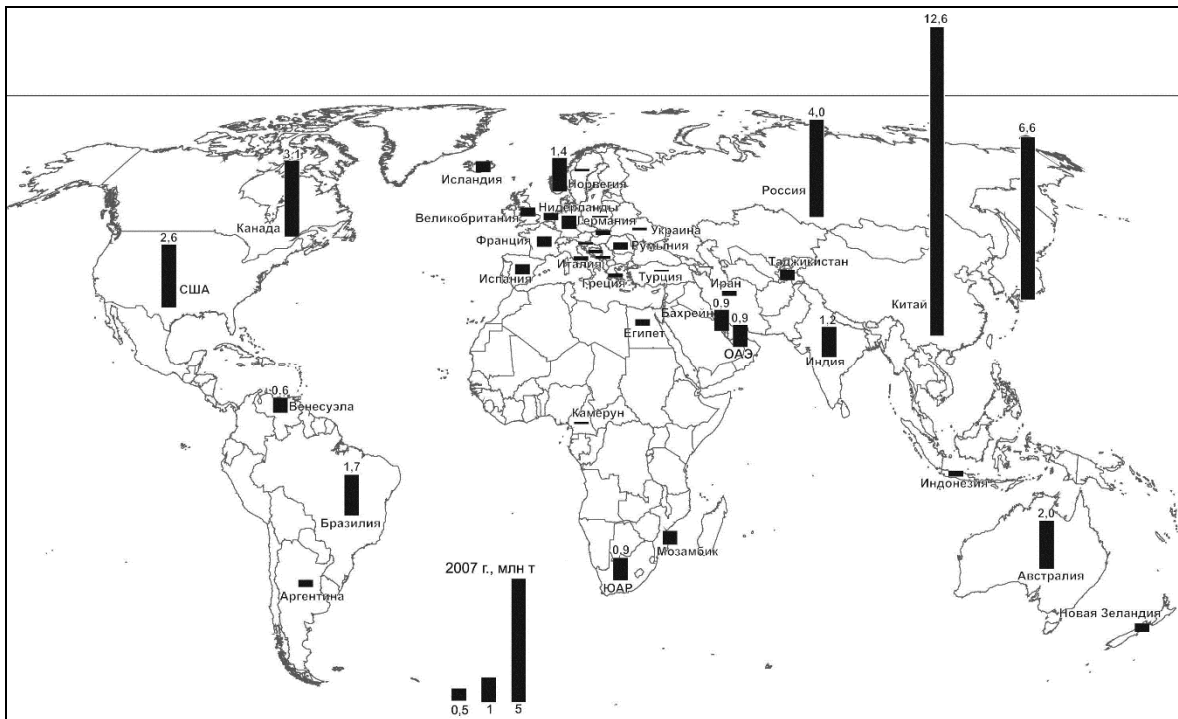 12,6
4,0
6,6
1.4
3,1
Исландия
Норвегия
Россия
Нидерланды
Великобритания
Германия
Канада
Украина
Франция
Румыния
2,6
Италия
Таджикистан
Испания
Греция
Турция
Иран
США
0.9
Бахрейн
Китай
0,9
Египет
1,2
ОАЭ
Индия
0.6
Венесуэла
Камерун
1,7
Индонезия
Бразилия
2,0
Мозамбик
0,9
2007 г., млн т
Австралия
ЮАР
Аргентина
Новая Зеландия
0,5
1
5